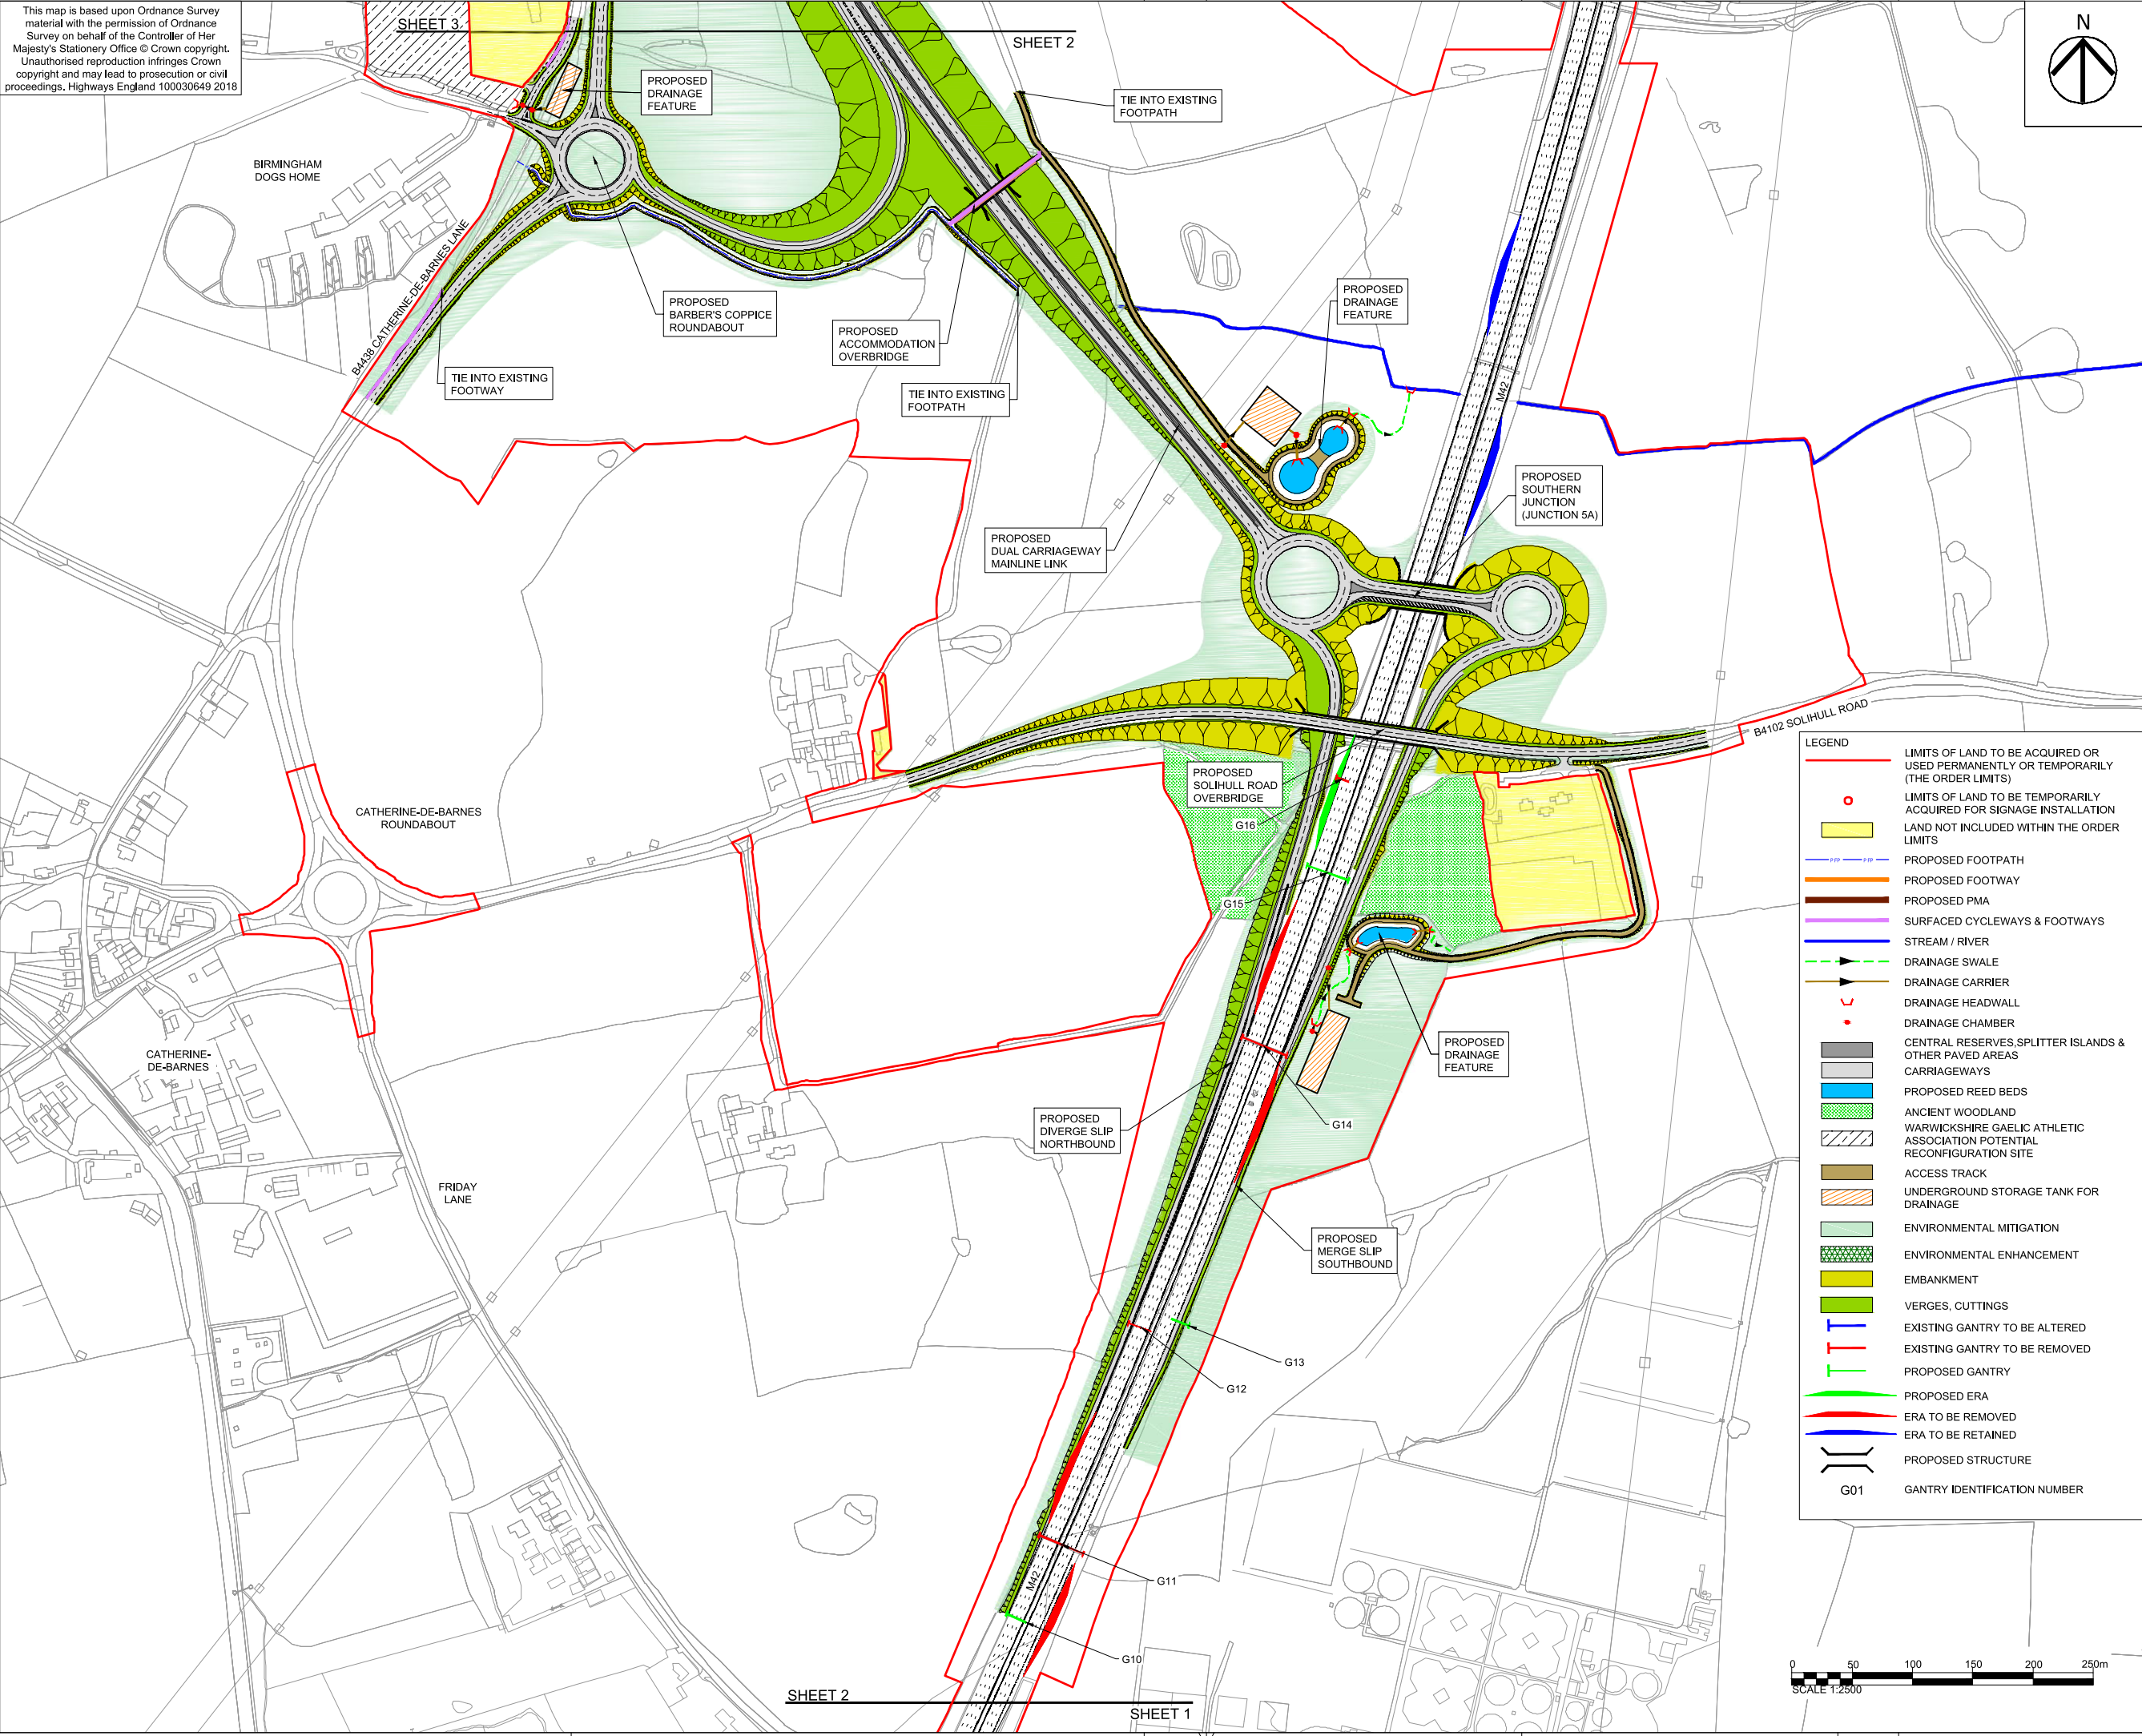 This map is based upon Ordnance Survey
material with the permission of Ordnance
Survey on behalf of the Controller of Her
Majesty's Stationery Office © Crown copyright.
Unauthorised reproduction infringes Crown
copyright and may lead to prosecution or civil
proceedings. Highways England 100030649 2018
SHEET 3
SHEET 2
N
PROPOSED
DRAINAGE
FEATURE
TIE INTO EXISTING
FOOTPATH
BIRMINGHAM
DOGS HOME
B4438 CATHERINE-DE-BARNES LANE
PROPOSED
BARBER'S COPPICE
ROUNDABOUT
PROPOSED
ACCOMMODATION
OVERBRIDGE
PROPOSED
DRAINAGE
FEATURE
TIE INTO EXISTING
FOOTWAY
TIE INTO EXISTING
FOOTPATH
M42
PROPOSED
SOUTHERN
JUNCTION
(JUNCTION 5A)
PROPOSED
DUAL CARRIAGEWAY
MAINLINE LINK
B4102 SOLIHULL ROAD
PROPOSED
SOLIHULL ROAD
OVERBRIDGE
G16
CATHERINE-DE-BARNES
ROUNDABOUT
G15
CATHERINE-
DE-BARNES
PROPOSED
DRAINAGE
FEATURE
PROPOSED
DIVERGE SLIP
NORTHBOUND
G14
FRIDAY
LANE
PROPOSED
MERGE SLIP
SOUTHBOUND
G13
G12
G11
M42
G10
SHEET 2
SHEET 1
LEGEND
LIMITS OF LAND TO BE ACQUIRED OR
USED PERMANENTLY OR TEMPORARILY
(THE ORDER LIMITS)
LIMITS OF LAND TO BE TEMPORARILY
ACQUIRED FOR SIGNAGE INSTALLATION
LAND NOT INCLUDED WITHIN THE ORDER
LIMITS
PROPOSED FOOTPATH
PROPOSED FOOTWAY
PROPOSED PMA
SURFACED CYCLEWAYS & FOOTWAYS
STREAM / RIVER
DRAINAGE SWALE
DRAINAGE CARRIER
DRAINAGE HEADWALL
DRAINAGE CHAMBER
CENTRAL RESERVES,SPLITTER ISLANDS &
OTHER PAVED AREAS
CARRIAGEWAYS
PROPOSED REED BEDS
ANCIENT WOODLAND
WARWICKSHIRE GAELIC ATHLETIC
ASSOCIATION POTENTIAL
RECONFIGURATION SITE
ACCESS TRACK
UNDERGROUND STORAGE TANK FOR
DRAINAGE
ENVIRONMENTAL MITIGATION
ENVIRONMENTAL ENHANCEMENT
EMBANKMENT
VERGES, CUTTINGS
EXISTING GANTRY TO BE ALTERED
EXISTING GANTRY TO BE REMOVED
PROPOSED GANTRY
PROPOSED ERA
ERA TO BE REMOVED
ERA TO BE RETAINED
PROPOSED STRUCTURE
G01 GANTRY IDENTIFICATION NUMBER
0 50 100 150 200 250m
SCALE 1:2500